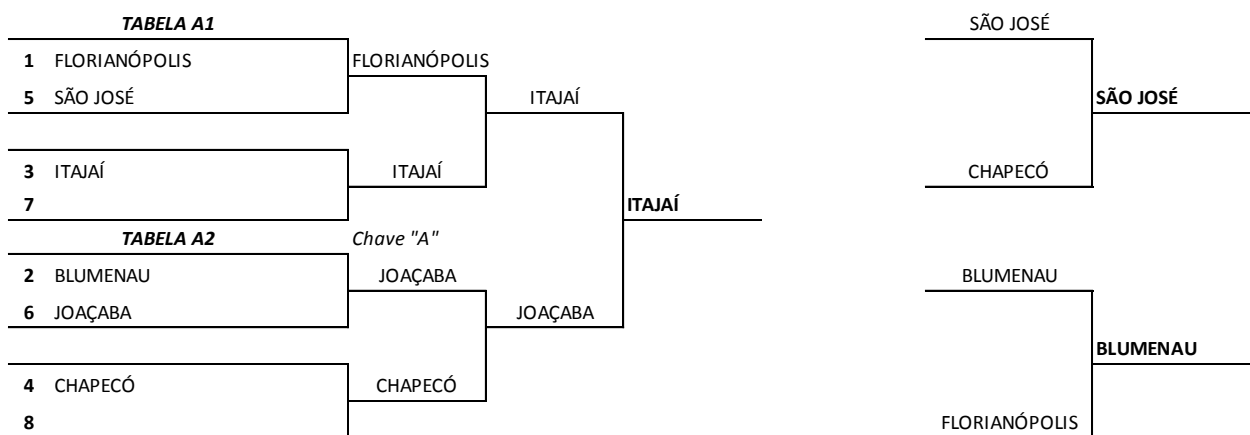 TABELA A1
SÃO JOSÉ
1 FLORIANÓPOLIS
FLORIANÓPOLIS
5 SÃO JOSÉ
ITAJAÍ
SÃO JOSÉ
3 ITAJAÍ
ITAJAÍ
CHAPECÓ
7
ITAJAÍ
TABELA A2
Chave "A"
2 BLUMENAU
JOAÇABA
BLUMENAU
6 JOAÇABA
JOAÇABA
BLUMENAU
4 CHAPECÓ
CHAPECÓ
8
FLORIANÓPOLIS